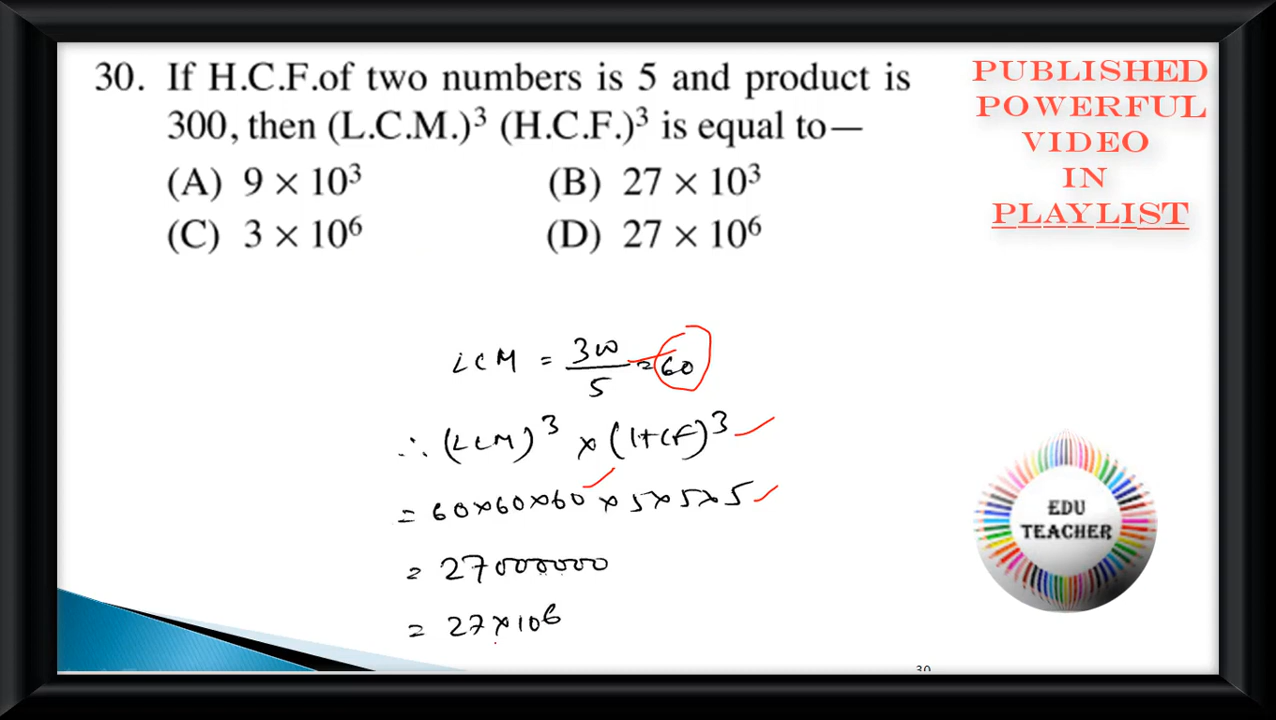 30. If H.C.F.of two numbers is 5 and product is
300, then (L.C.M.)³ (H.C.F.)³ is equal to—
(A) 9 × 10³ (B) 27 × 10³
(C) 3 × 10⁶ (D) 27 × 10⁶
PUBLISHED
POWERFUL
VIDEO
IN
PLAYLIST
LCM = 300/5 = 60
∴ (LCM)³ × (HCF)³
= 60×60×60 × 5×5×5
= 27000000
= 27×10⁶
EDU
TEACHER
30